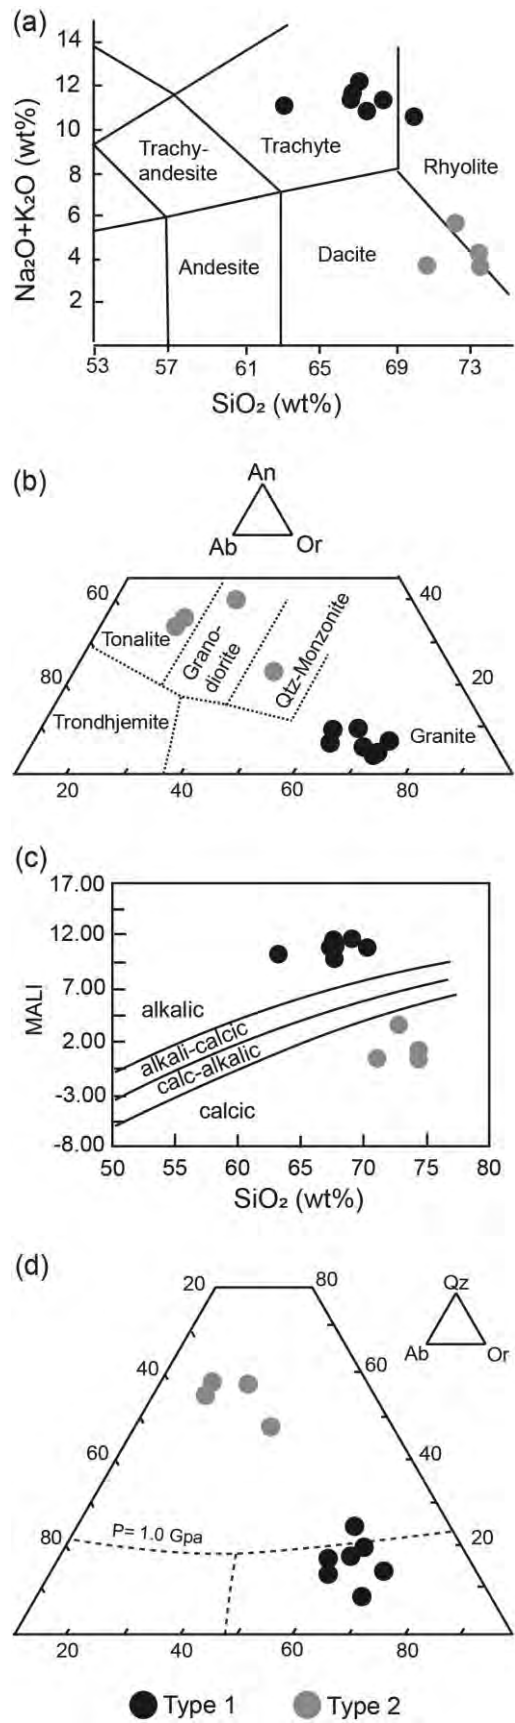 (a)
14
12
10
8
6
4
2
Na₂O+K₂O (wt%)
Trachy-
andesite
Trachyte
Rhyolite
Andesite
Dacite
53 57 61 65 69 73
SiO₂ (wt%)
(b)
An
Ab Or
60 40
Tonalite
Grano-
diorite
Qtz-Monzonite
80 20
Trondhjemite
Granite
20 40 60 80
(c)
17.00
12.00
7.00
2.00
-3.00
-8.00
MALI
alkalic
alkali-calcic
calc-alkalic
calcic
50 55 60 65 70 75 80
SiO₂ (wt%)
(d)
20 80
Qz
Ab Or
40 60
60 40
P= 1.0 Gpa
80 20
20 40 60 80
Type 1 Type 2